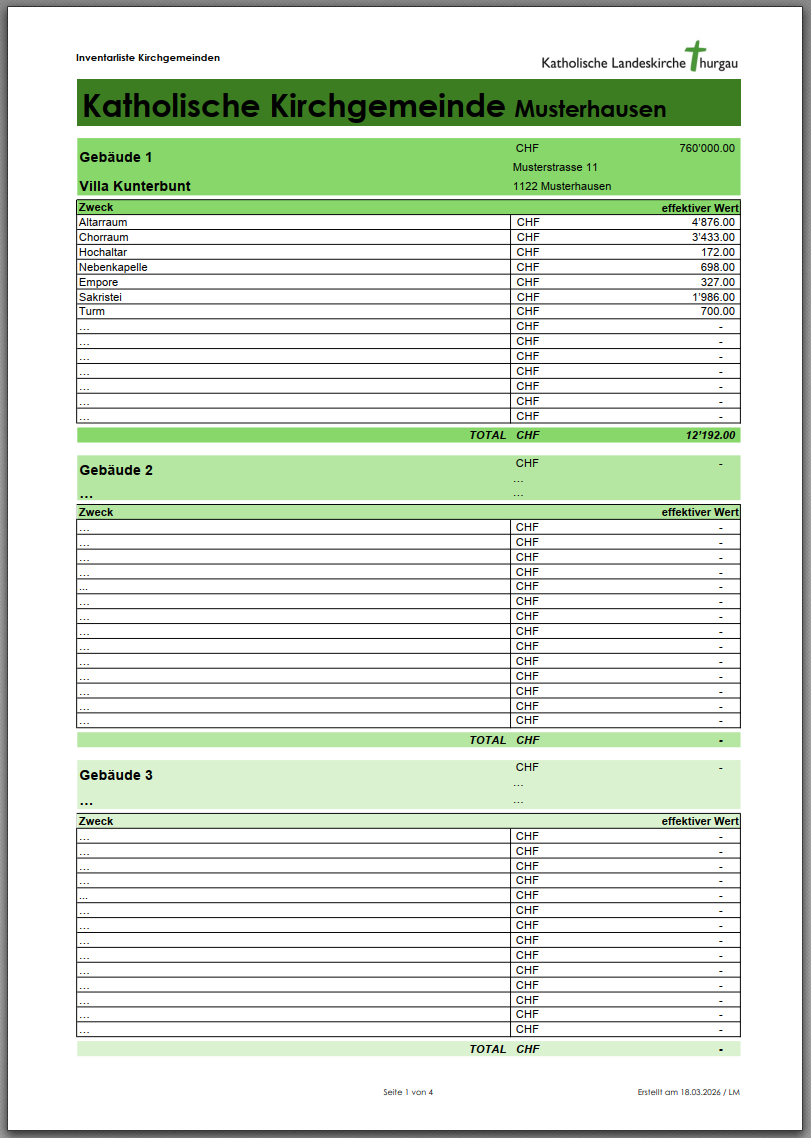 Inventarliste Kirchgemeinden
Katholische Landeskirche Thurgau
Katholische Kirchgemeinde Musterhausen
Gebäude 1 CHF 760'000.00
Musterstrasse 11
Villa Kunterbunt 1122 Musterhausen
Zweck effektiver Wert
Altarraum CHF 4'876.00
Chorraum CHF 3'433.00
Hochaltar CHF 172.00
Nebenkapelle CHF 698.00
Empore CHF 327.00
Sakristei CHF 1'986.00
Turm CHF 700.00
… CHF -
… CHF -
… CHF -
… CHF -
… CHF -
… CHF -
… CHF -
TOTAL CHF 12'192.00
Gebäude 2 CHF -
…
… …
Zweck effektiver Wert
… CHF -
… CHF -
… CHF -
… CHF -
... CHF -
… CHF -
… CHF -
… CHF -
… CHF -
… CHF -
… CHF -
… CHF -
… CHF -
… CHF -
TOTAL CHF -
Gebäude 3 CHF -
…
… …
Zweck effektiver Wert
… CHF -
… CHF -
… CHF -
… CHF -
... CHF -
… CHF -
… CHF -
… CHF -
… CHF -
… CHF -
… CHF -
… CHF -
… CHF -
… CHF -
TOTAL CHF -
Seite 1 von 4 Erstellt am 18.03.2026 / LM